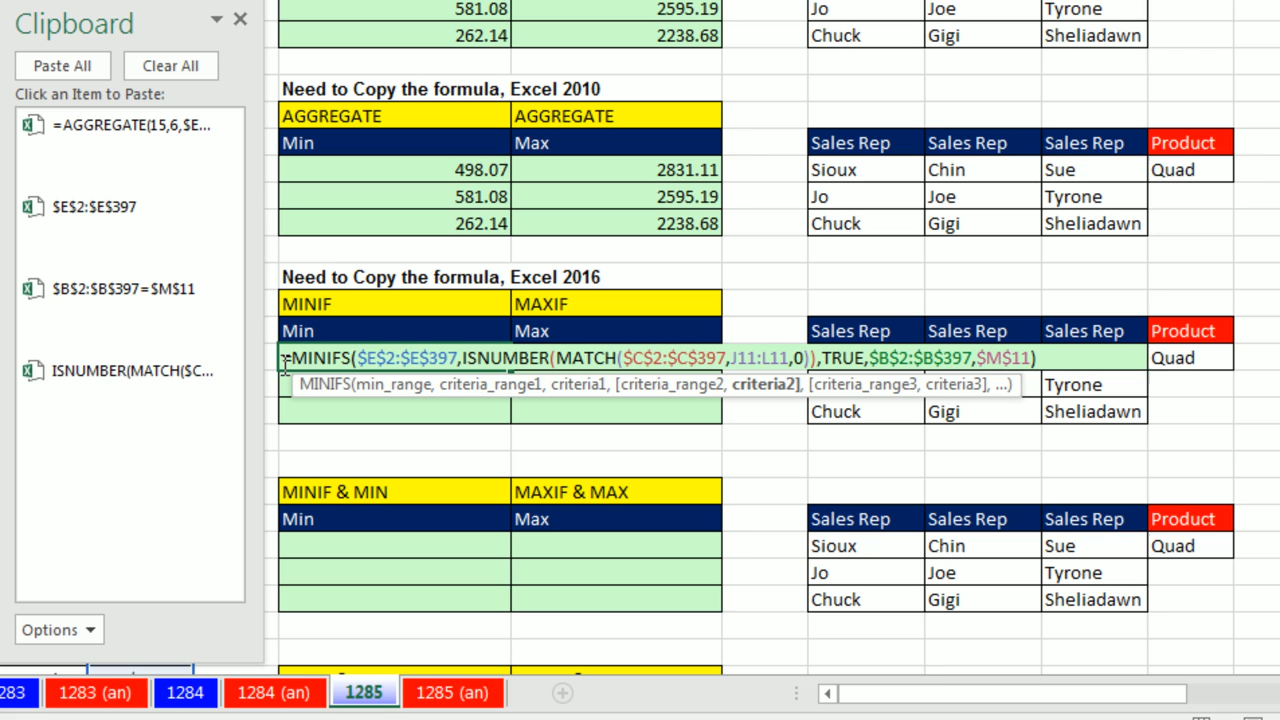 Clipboard
Paste All Clear All
Click an Item to Paste:
=AGGREGATE(15,6,$E...
$E$2:$E$397
$B$2:$B$397=$M$11
ISNUMBER(MATCH($C...
Options
581.08 2595.19 Jo Joe Tyrone
262.14 2238.68 Chuck Gigi Sheliadawn
Need to Copy the formula, Excel 2010
AGGREGATE AGGREGATE
Min Max Sales Rep Sales Rep Sales Rep Product
498.07 2831.11 Sioux Chin Sue Quad
581.08 2595.19 Jo Joe Tyrone
262.14 2238.68 Chuck Gigi Sheliadawn
Need to Copy the formula, Excel 2016
MINIF MAXIF
Min Max Sales Rep Sales Rep Sales Rep Product
=MINIFS($E$2:$E$397,ISNUMBER(MATCH($C$2:$C$397,J11:L11,0)),TRUE,$B$2:$B$397,$M$11) Quad
MINIFS(min_range, criteria_range1, criteria1, [criteria_range2, criteria2], [criteria_range3, criteria3], ...)
Tyrone
Chuck Gigi Sheliadawn
MINIF & MIN MAXIF & MAX
Min Max Sales Rep Sales Rep Sales Rep Product
Sioux Chin Sue Quad
Jo Joe Tyrone
Chuck Gigi Sheliadawn
283 1283 (an) 1284 1284 (an) 1285 1285 (an)